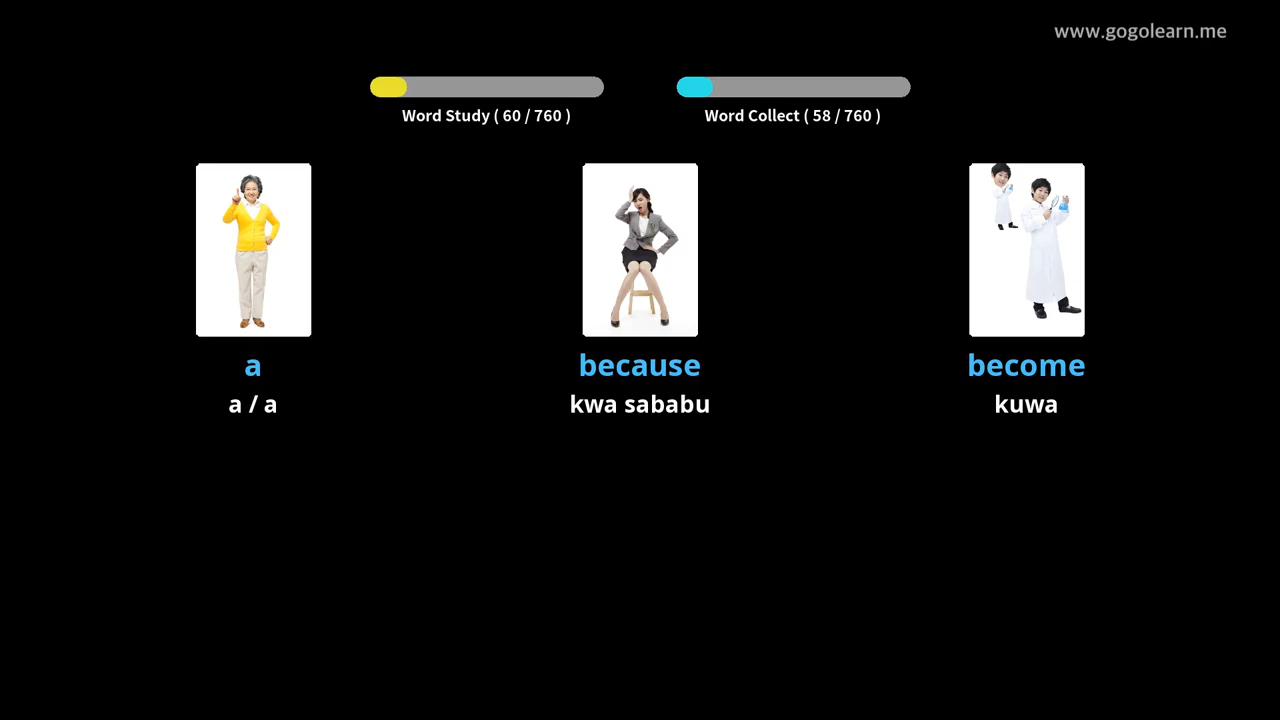 www.gogolearn.me
Word Study ( 60 / 760 )
Word Collect ( 58 / 760 )
a
a / a
because
kwa sababu
become
kuwa